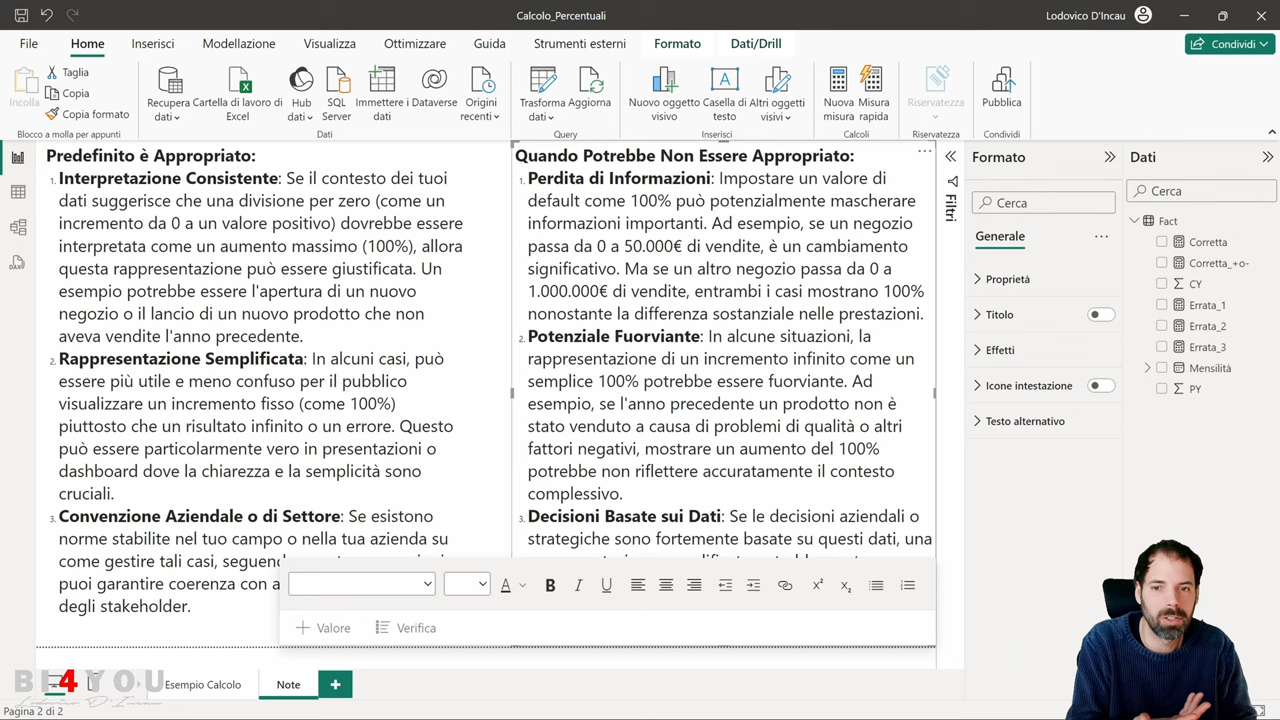 Calcolo_Percentuali
Lodovico D'Incau
File Home Inserisci Modellazione Visualizza Ottimizzare Guida Strumenti esterni Formato Dati/Drill
Condividi
Incolla
Taglia
Copia
Copia formato
Blocco a molla per appunti
Recupera dati
Cartella di lavoro di Excel
Hub dati
SQL Server
Immettere dati
Dataverse
Origini recenti
Dati
Trasforma dati
Aggiorna
Query
Nuovo oggetto visivo
Casella di testo
Altri oggetti visivi
Inserisci
Nuova misura
Misura rapida
Calcoli
Riservatezza
Riservatezza
Pubblica
Condividi
Predefinito è Appropriato:
1. Interpretazione Consistente: Se il contesto dei tuoi
dati suggerisce che una divisione per zero (come un
incremento da 0 a un valore positivo) dovrebbe essere
interpretata come un aumento massimo (100%), allora
questa rappresentazione può essere giustificata. Un
esempio potrebbe essere l'apertura di un nuovo
negozio o il lancio di un nuovo prodotto che non
aveva vendite l'anno precedente.
2. Rappresentazione Semplificata: In alcuni casi, può
essere più utile e meno confuso per il pubblico
visualizzare un incremento fisso (come 100%)
piuttosto che un risultato infinito o un errore. Questo
può essere particolarmente vero in presentazioni o
dashboard dove la chiarezza e la semplicità sono
cruciali.
3. Convenzione Aziendale o di Settore: Se esistono
norme stabilite nel tuo campo o nella tua azienda su
come gestire tali casi,
puoi garantire coerenza con
degli stakeholder.
Quando Potrebbe Non Essere Appropriato:
1. Perdita di Informazioni: Impostare un valore di
default come 100% può potenzialmente mascherare
informazioni importanti. Ad esempio, se un negozio
passa da 0 a 50.000€ di vendite, è un cambiamento
significativo. Ma se un altro negozio passa da 0 a
1.000.000€ di vendite, entrambi i casi mostrano 100%
nonostante la differenza sostanziale nelle prestazioni.
2. Potenziale Fuorviante: In alcune situazioni, la
rappresentazione di un incremento infinito come un
semplice 100% potrebbe essere fuorviante. Ad
esempio, se l'anno precedente un prodotto non è
stato venduto a causa di problemi di qualità o altri
fattori negativi, mostrare un aumento del 100%
potrebbe non riflettere accuratamente il contesto
complessivo.
3. Decisioni Basate sui Dati: Se le decisioni aziendali o
strategiche sono fortemente basate su questi dati, una
Valore
Verifica
Filtri
Formato
Cerca
Generale
Proprietà
Titolo
Effetti
Icone intestazione
Testo alternativo
Dati
Cerca
Fact
Corretta
Corretta_+o-
CY
Errata_1
Errata_2
Errata_3
Mensilità
PY
BI4YOU
Lodovico D'Incau
Esempio Calcolo
Note
Pagina 2 di 2